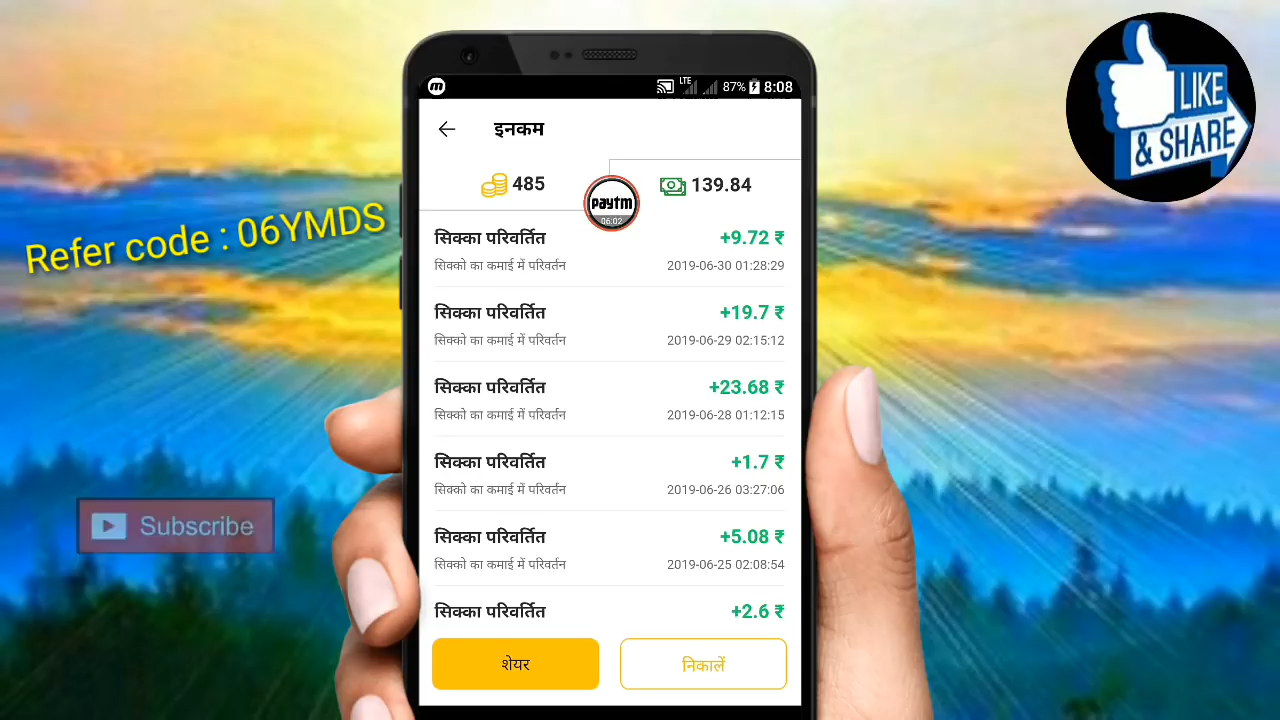 LTE 87% 8:08
इनकम
485
139.84
paytm
06:02
सिक्का परिवर्तित +9.72 ₹
सिक्को का कमाई में परिवर्तन 2019-06-30 01:28:29
सिक्का परिवर्तित +19.7 ₹
सिक्को का कमाई में परिवर्तन 2019-06-29 02:15:12
सिक्का परिवर्तित +23.68 ₹
सिक्को का कमाई में परिवर्तन 2019-06-28 01:12:15
सिक्का परिवर्तित +1.7 ₹
सिक्को का कमाई में परिवर्तन 2019-06-26 03:27:06
सिक्का परिवर्तित +5.08 ₹
सिक्को का कमाई में परिवर्तन 2019-06-25 02:08:54
सिक्का परिवर्तित +2.6 ₹
शेयर
निकालें
Refer code : 06YMDS
Subscribe
LIKE
& SHARE